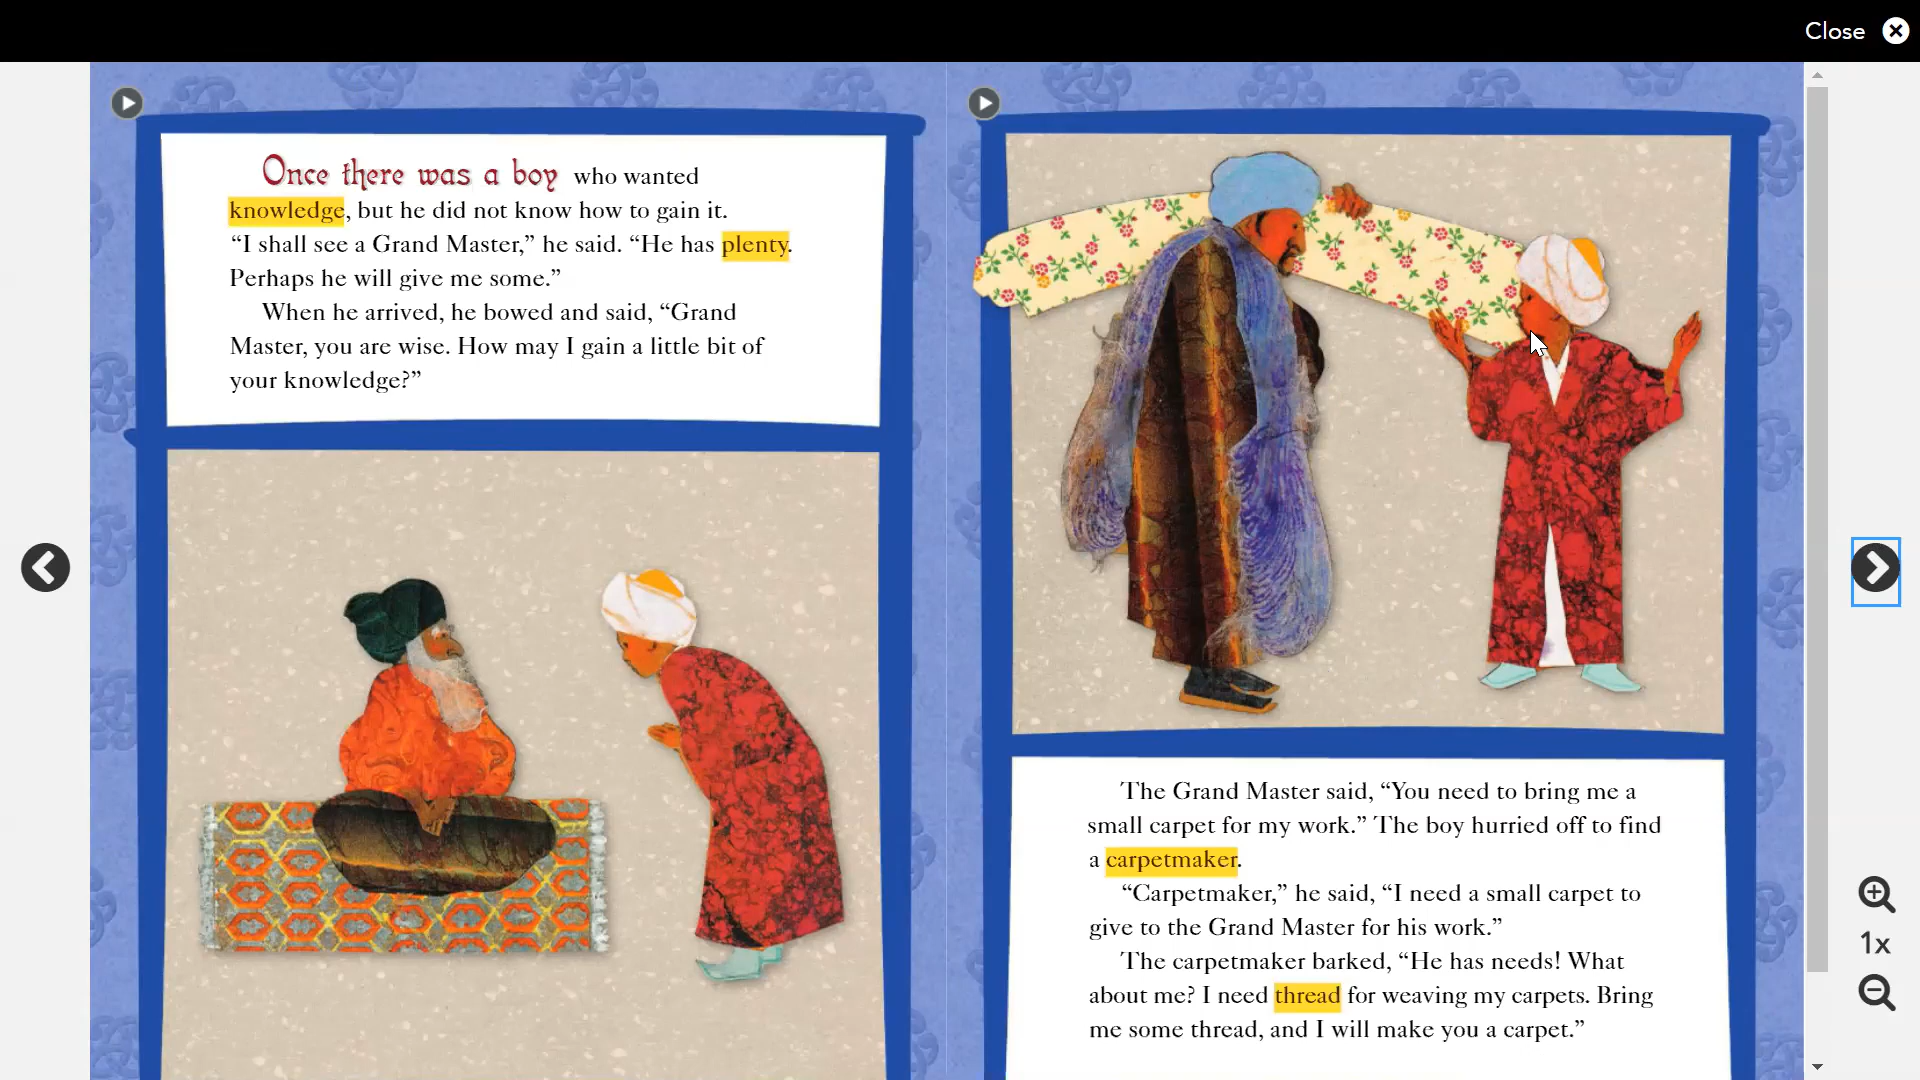 Close
Once there was a boy who wanted
knowledge, but he did not know how to gain it.
“I shall see a Grand Master,” he said. “He has plenty.
Perhaps he will give me some.”
When he arrived, he bowed and said, “Grand
Master, you are wise. How may I gain a little bit of
your knowledge?”
The Grand Master said, “You need to bring me a
small carpet for my work.” The boy hurried off to find
a carpetmaker.
“Carpetmaker,” he said, “I need a small carpet to
give to the Grand Master for his work.”
The carpetmaker barked, “He has needs! What
about me? I need thread for weaving my carpets. Bring
me some thread, and I will make you a carpet.”
1x